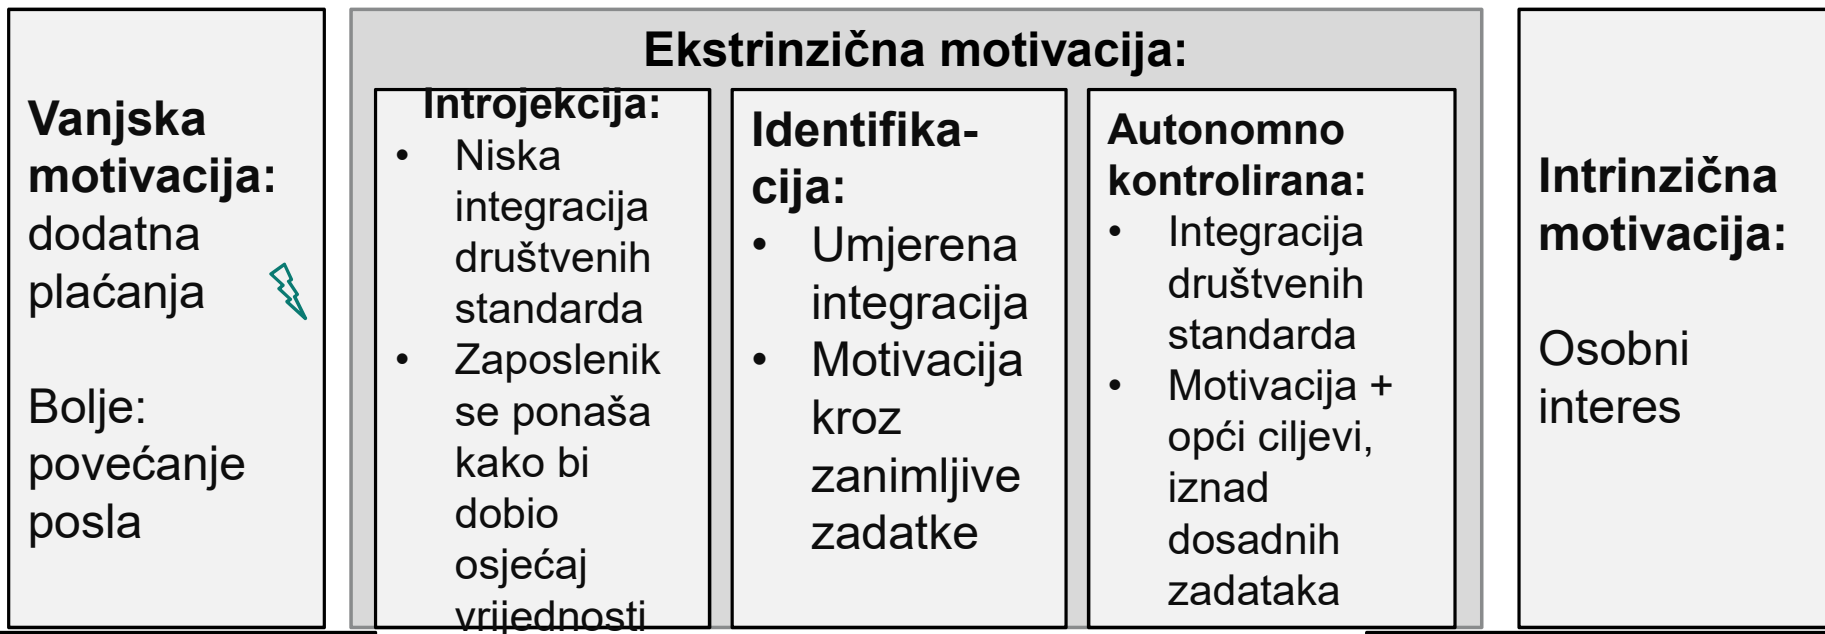 Vanjska
motivacija:
dodatna
plaćanja
Bolje:
povećanje
posla
Ekstrinzična motivacija:
Introjekcija:
• Niska
integracija
društvenih
standarda
• Zaposlenik
se ponaša
kako bi
dobio
osjećaj
vrijednosti
Identifika-
cija:
• Umjerena
integracija
• Motivacija
kroz
zanimljive
zadatke
Autonomno
kontrolirana:
• Integracija
društvenih
standarda
• Motivacija +
opći ciljevi,
iznad
dosadnih
zadataka
Intrinzična
motivacija:
Osobni
interes